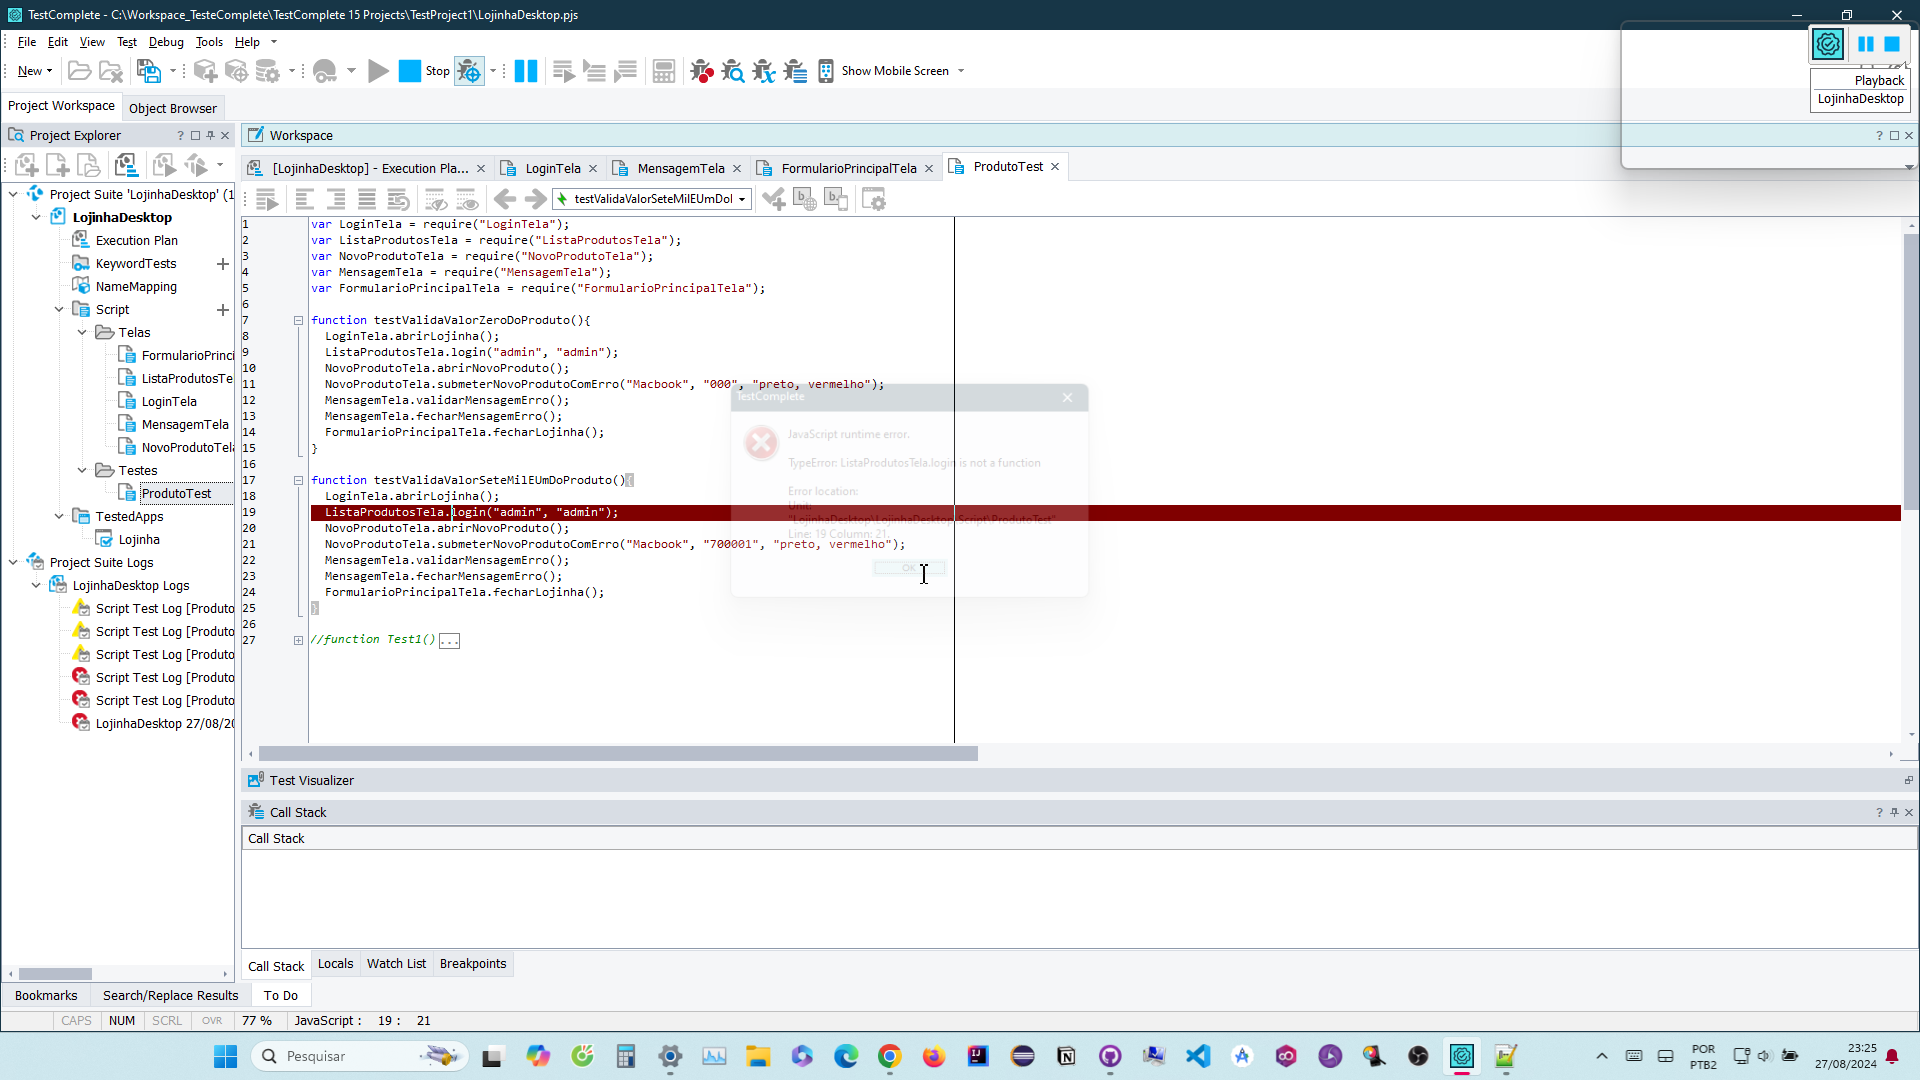 TestComplete - C:\Workspace_TesteComplete\TestComplete 15 Projects\TestProject1\LojinhaDesktop.pjs
File Edit View Test Debug Tools Help
New Stop Show Mobile Screen
Playback
LojinhaDesktop
Project Workspace Object Browser
Project Explorer
Workspace
[LojinhaDesktop] - Execution Pla... LoginTela MensagemTela FormularioPrincipalTela ProdutoTest
testValidaValorSeteMilEUmDoI
Project Suite 'LojinhaDesktop' (1
LojinhaDesktop
Execution Plan
KeywordTests
NameMapping
Script
Telas
FormularioPrinci
ListaProdutosTe
LoginTela
MensagemTela
NovoProdutoTela
Testes
ProdutoTest
TestedApps
Lojinha
Project Suite Logs
LojinhaDesktop Logs
Script Test Log [Produto
Script Test Log [Produto
Script Test Log [Produto
Script Test Log [Produto
Script Test Log [Produto
LojinhaDesktop 27/08/20
1 var LoginTela = require("LoginTela");
2 var ListaProdutosTela = require("ListaProdutosTela");
3 var NovoProdutoTela = require("NovoProdutoTela");
4 var MensagemTela = require("MensagemTela");
5 var FormularioPrincipalTela = require("FormularioPrincipalTela");
6
7 function testValidaValorZeroDoProduto(){
8 LoginTela.abrirLojinha();
9 ListaProdutosTela.login("admin", "admin");
10 NovoProdutoTela.abrirNovoProduto();
11 NovoProdutoTela.submeterNovoProdutoComErro("Macbook", "000", "preto, vermelho");
12 MensagemTela.validarMensagemErro();
13 MensagemTela.fecharMensagemErro();
14 FormularioPrincipalTela.fecharLojinha();
15 }
16
17 function testValidaValorSeteMilEUmDoProduto(){
18 LoginTela.abrirLojinha();
19 ListaProdutosTela.login("admin", "admin");
20 NovoProdutoTela.abrirNovoProduto();
21 NovoProdutoTela.submeterNovoProdutoComErro("Macbook", "700001", "preto, vermelho");
22 MensagemTela.validarMensagemErro();
23 MensagemTela.fecharMensagemErro();
24 FormularioPrincipalTela.fecharLojinha();
25 }
26
27 //function Test1() ...
TestComplete
JavaScript runtime error.
TypeError: ListaProdutosTela.login is not a function
Error location:
Unit:
"LojinhaDesktop\LojinhaDesktop\Script\ProdutoTest"
Line: 19 Column: 21.
OK
Test Visualizer
Call Stack
Call Stack
Call Stack Locals Watch List Breakpoints
Bookmarks Search/Replace Results To Do
CAPS NUM SCRL OVR 77 % JavaScript : 19 : 21
Pesquisar
POR
PTB2
23:25
27/08/2024